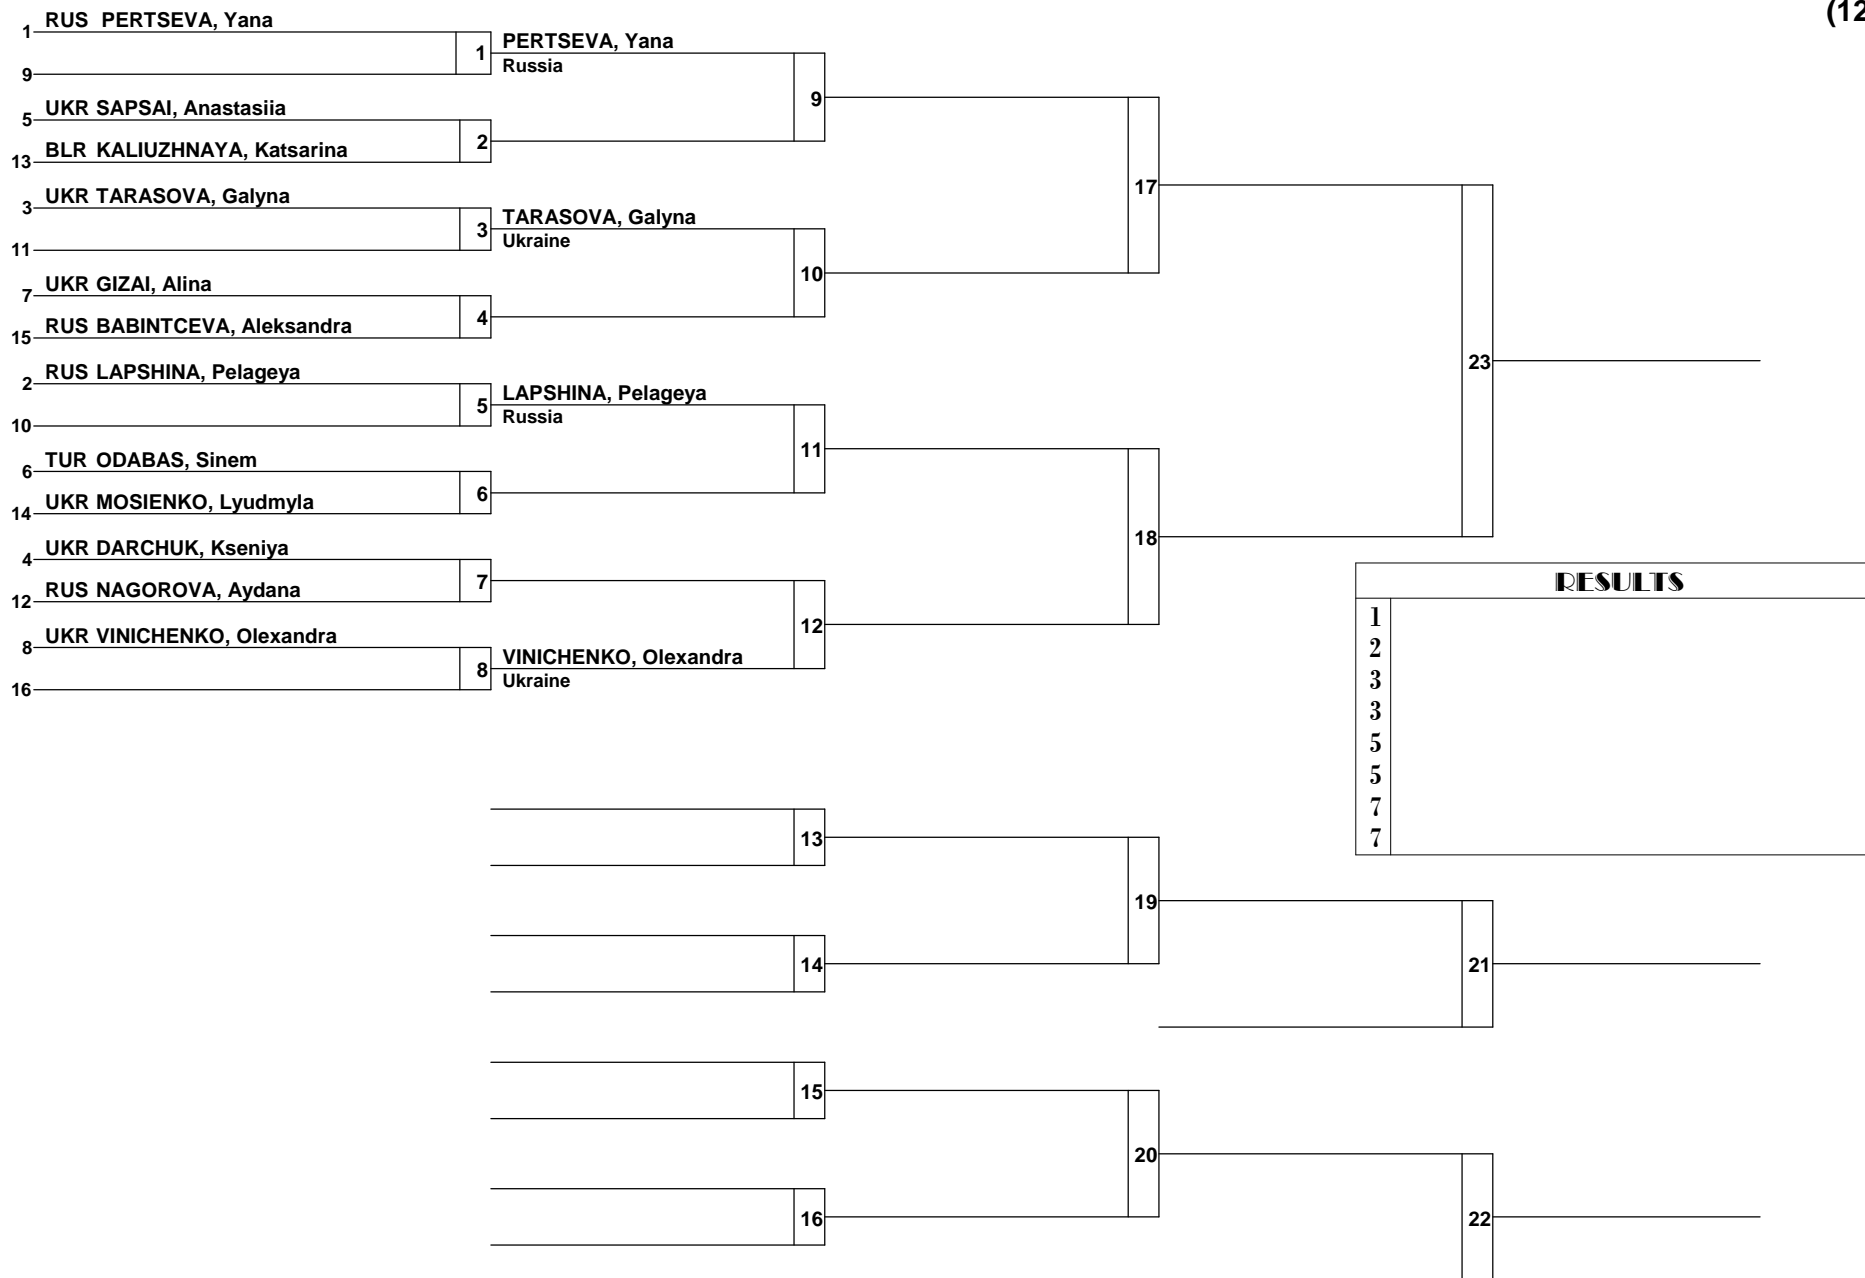 (12
1 RUS PERTSEVA, Yana
9
1 PERTSEVA, Yana
Russia
5 UKR SAPSAI, Anastasiia
13 BLR KALIUZHNAYA, Katsarina
2
9
3 UKR TARASOVA, Galyna
11
3 TARASOVA, Galyna
Ukraine
7 UKR GIZAI, Alina
15 RUS BABINTCEVA, Aleksandra
4
10
17
2 RUS LAPSHINA, Pelageya
10
5 LAPSHINA, Pelageya
Russia
6 TUR ODABAS, Sinem
14 UKR MOSIENKO, Lyudmyla
6
11
4 UKR DARCHUK, Kseniya
12 RUS NAGOROVA, Aydana
7
8 UKR VINICHENKO, Olexandra
16
8 VINICHENKO, Olexandra
Ukraine
12
18
23
RESULTS
1
2
3
3
5
5
7
7
13
14
19
21
15
16
20
22